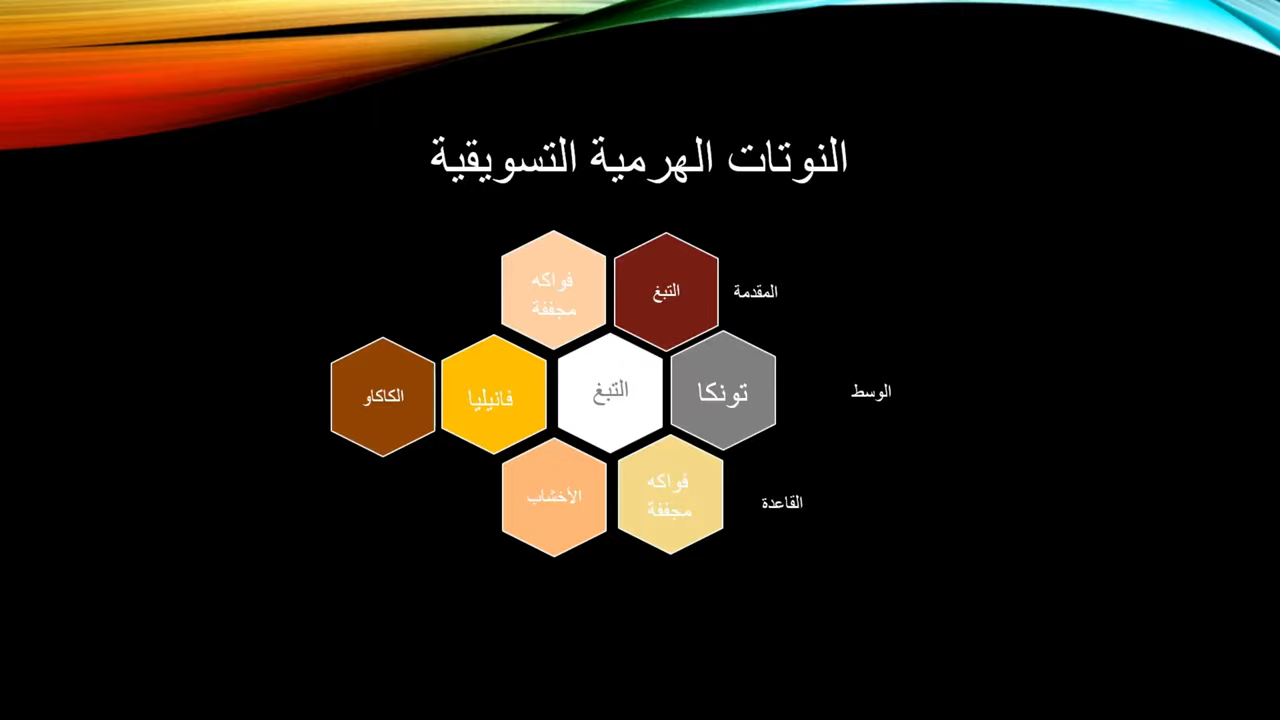 النوتات الهرمية التسويقية
المقدمة
التبغ
فواكه
مجففة
الوسط
تونكا
التبغ
فانيليا
الكاكاو
القاعدة
فواكه
مجففة
الأخشاب